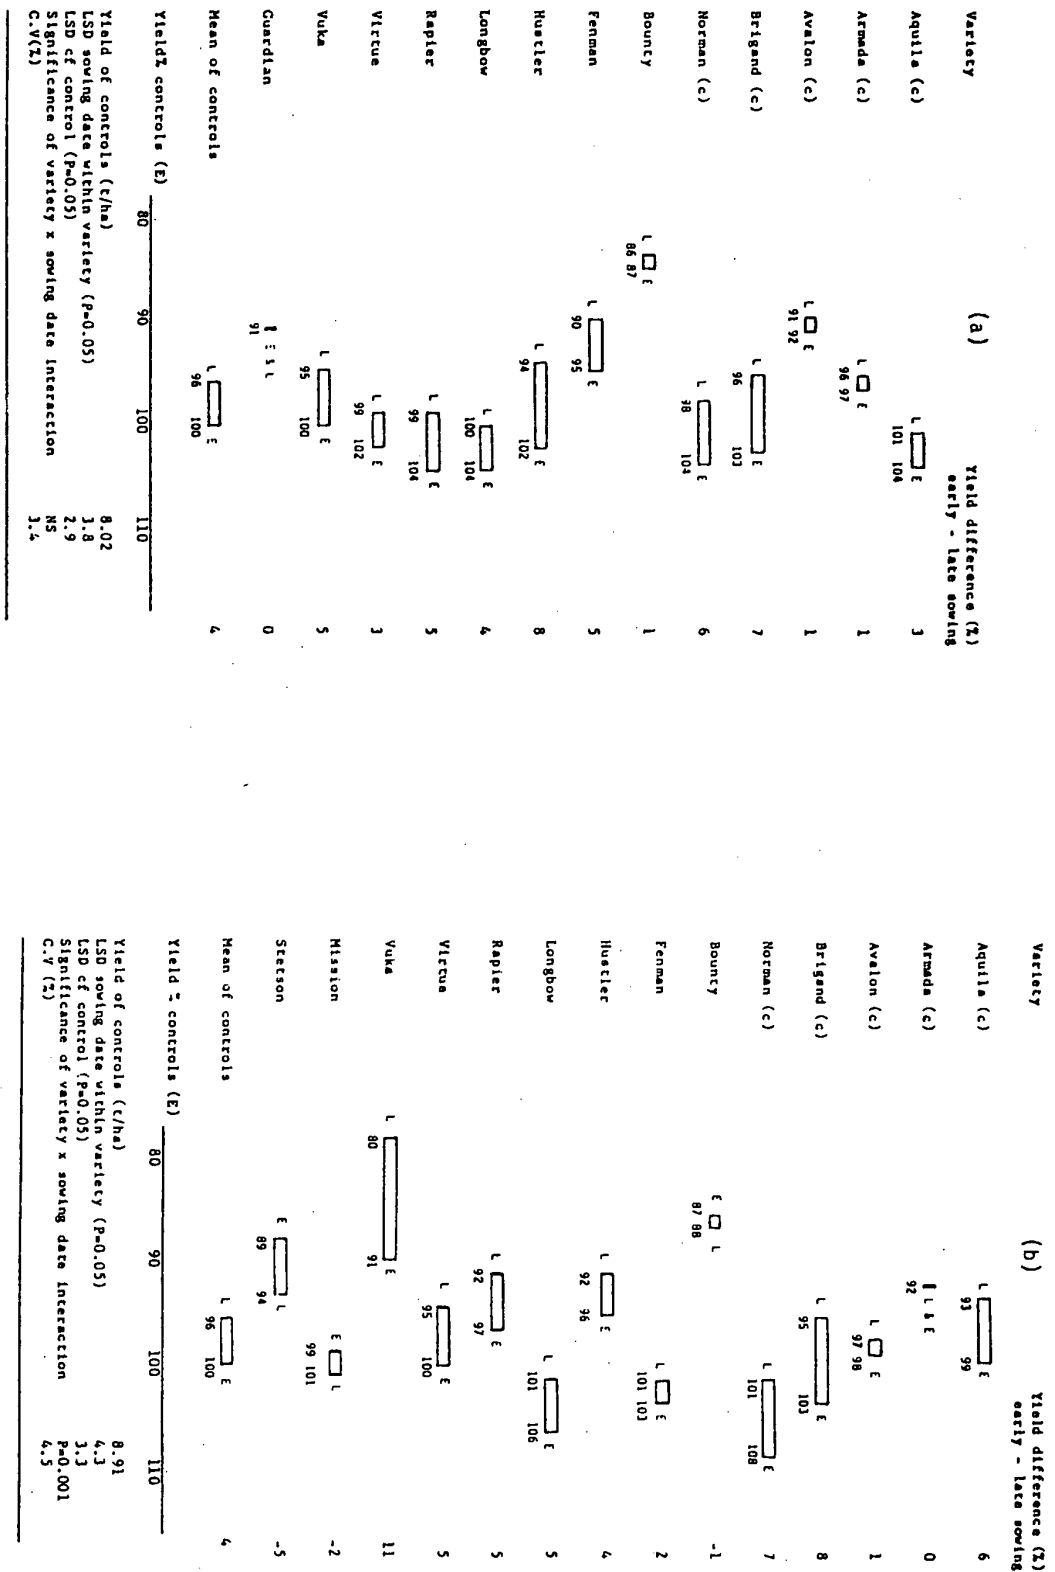 (a)
Variety
Yield difference (%)
early - late sowing
Aquila (c) L 101 104 E 3
Armada (c) L 96 97 E 1
Avalon (c) L 91 92 E 1
Brigand (c) L 96 103 E 7
Norman (c) L 98 104 E 6
Bounty L 86 87 E 1
Fenman L 90 95 E 5
Hustler L 94 102 E 8
Longbow L 100 104 E 4
Rapier L 99 104 E 5
Virtue L 99 102 E 3
Vuka L 95 100 E 5
Guardian 91 E & L 0
Mean of controls L 96 100 E 4
80 90 100 110
Yield% controls (E)
Yield of controls (t/ha) 8.02
LSD sowing date within variety (P=0.05) 3.8
LSD cf control (P=0.05) 2.9
Significance of variety x sowing date interaction NS
C.V(%) 3.4
(b)
Variety
Yield difference (%)
early - late sowing
Aquila (c) L 93 99 E 6
Armada (c) 92 L & E 0
Avalon (c) L 97 98 E 1
Brigand (c) L 95 103 E 8
Norman (c) L 101 108 E 7
Bounty E 87 88 L -1
Fenman L 101 103 E 2
Hustler L 92 96 E 4
Longbow L 101 106 E 5
Rapier L 92 97 E 5
Virtue L 95 100 E 5
Vuka L 80 91 E 11
Mission E 99 101 L -2
Stetson E 89 94 L -5
Mean of controls L 96 100 E 4
80 90 100 110
Yield % controls (E)
Yield of controls (t/ha) 8.91
LSD sowing date within variety (P=0.05) 4.3
LSD cf control (P=0.05) 3.3
Significance of variety x sowing date interaction P=0.001
C.V (%) 4.5